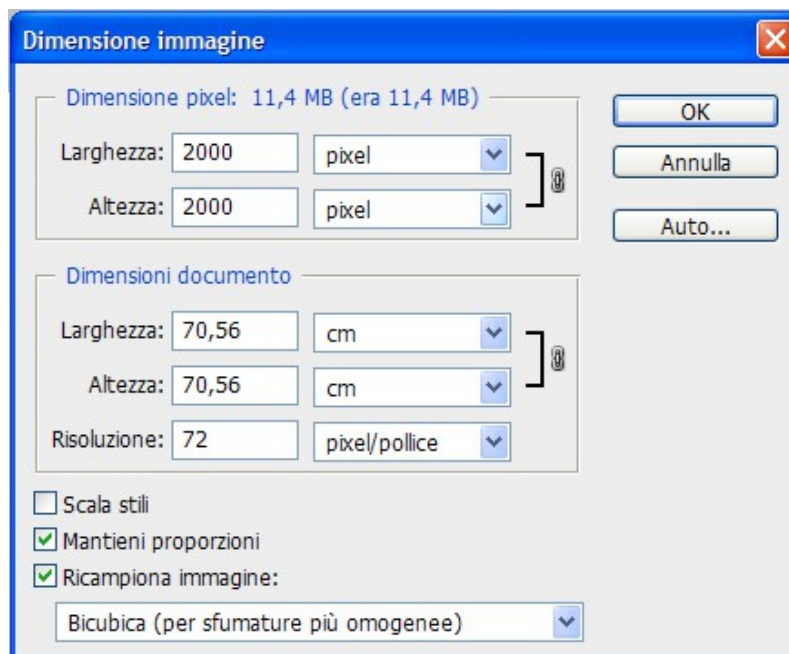 Dimensione immagine
Dimensione pixel: 11,4 MB (era 11,4 MB)
OK
Larghezza: 2000 pixel
Annulla
Altezza: 2000 pixel
Auto...
Dimensioni documento
Larghezza: 70,56 cm
Altezza: 70,56 cm
Risoluzione: 72 pixel/pollice
Scala stili
Mantieni proporzioni
Ricampiona immagine:
Bicubica (per sfumature più omogenee)